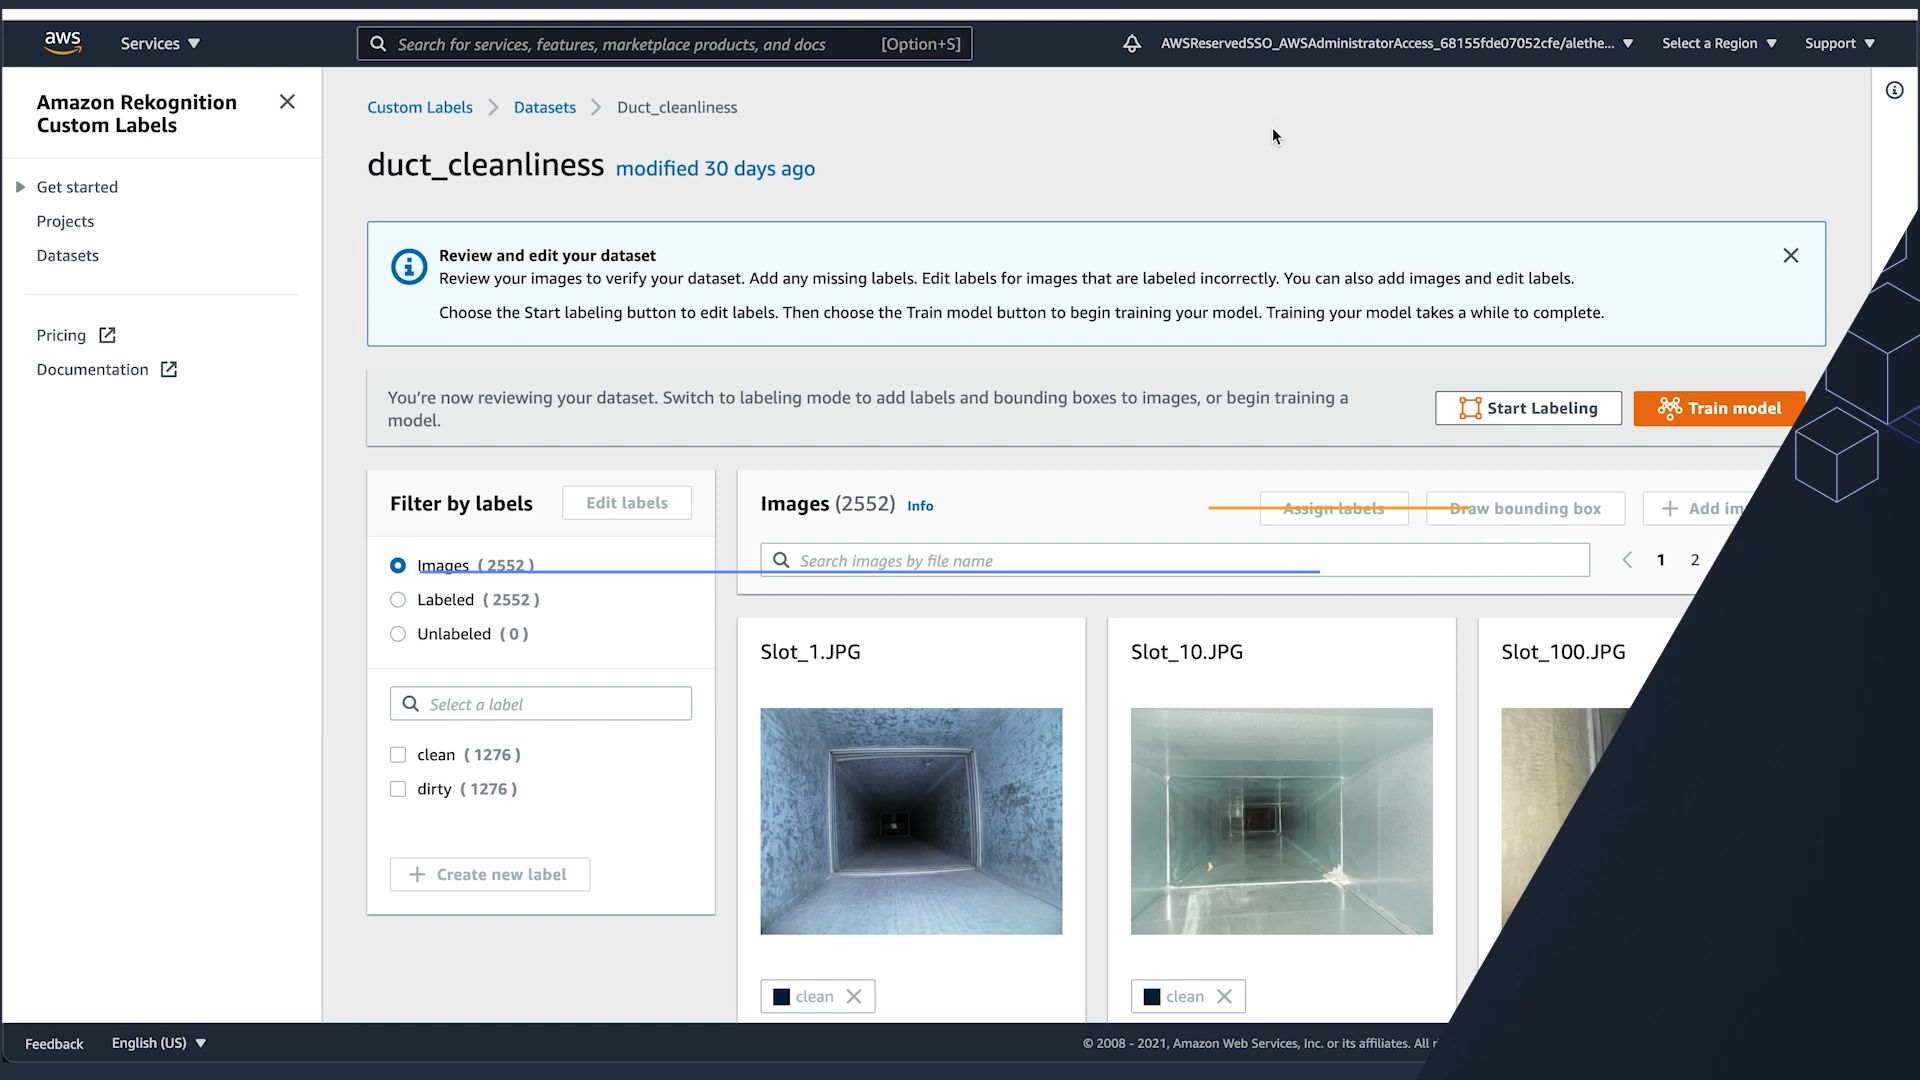 aws
Services
Search for services, features, marketplace products, and docs [Option+S]
AWSReservedSSO_AWSAdministratorAccess_68155fde07052cfe/alethe...
Select a Region
Support
Amazon Rekognition
Custom Labels
Get started
Projects
Datasets
Pricing
Documentation
Custom Labels
Datasets
Duct_cleanliness
duct_cleanliness modified 30 days ago
Review and edit your dataset
Review your images to verify your dataset. Add any missing labels. Edit labels for images that are labeled incorrectly. You can also add images and edit labels.
Choose the Start labeling button to edit labels. Then choose the Train model button to begin training your model. Training your model takes a while to complete.
You're now reviewing your dataset. Switch to labeling mode to add labels and bounding boxes to images, or begin training a
model.
Start Labeling
Train model
Filter by labels
Edit labels
Images ( 2552 )
Labeled ( 2552 )
Unlabeled ( 0 )
Select a label
clean ( 1276 )
dirty ( 1276 )
+ Create new label
Images (2552) Info
Assign labels
Draw bounding box
+ Add im
Search images by file name
1 2
Slot_1.JPG
Slot_10.JPG
Slot_100.JPG
clean
clean
Feedback
English (US)
© 2008 - 2021, Amazon Web Services, Inc. or its affiliates. All